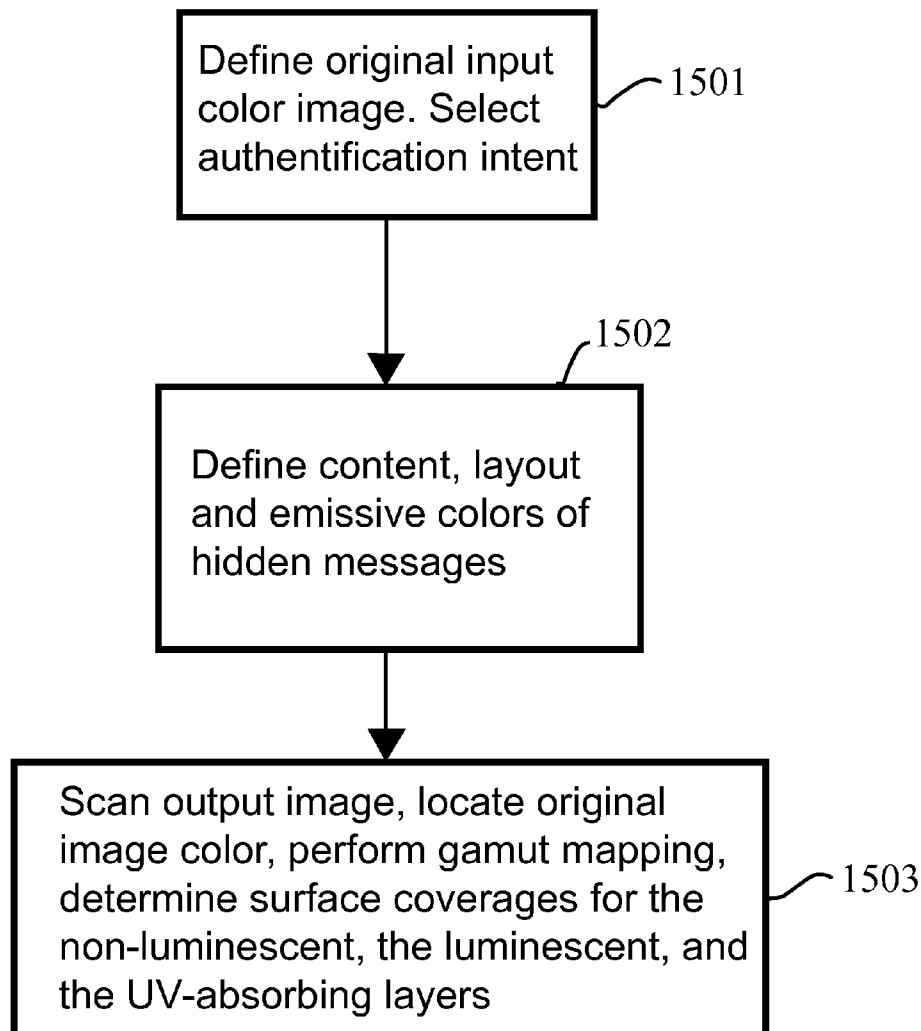 Define original input
color image. Select
authentification intent
1501
1502
Define content, layout
and emissive colors of
hidden messages
Scan output image, locate original
image color, perform gamut mapping,
determine surface coverages for the
non-luminescent, the luminescent, and
the UV-absorbing layers
1503